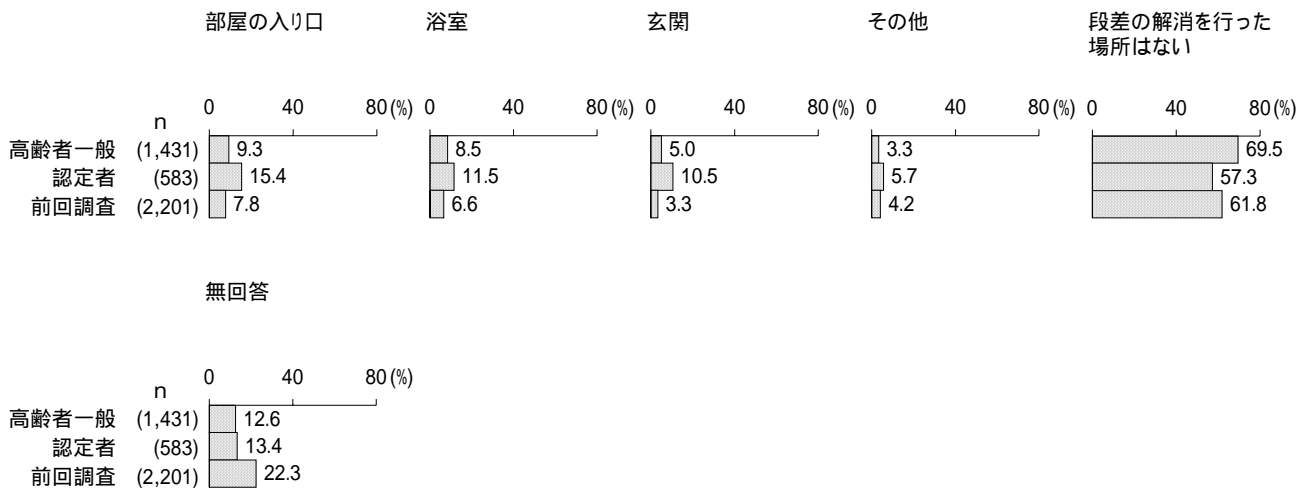 部屋の入り口 浴室 玄関 その他 段差の解消を行った
場所はない
0 40 80(%) 0 40 80(%) 0 40 80(%) 0 40 80(%) 0 40 80(%)
n
高齢者一般 (1,431) 9.3 8.5 5.0 3.3 69.5
認定者 (583) 15.4 11.5 10.5 5.7 57.3
前回調査 (2,201) 7.8 6.6 3.3 4.2 61.8
無回答
0 40 80(%)
n
高齢者一般 (1,431) 12.6
認定者 (583) 13.4
前回調査 (2,201) 22.3